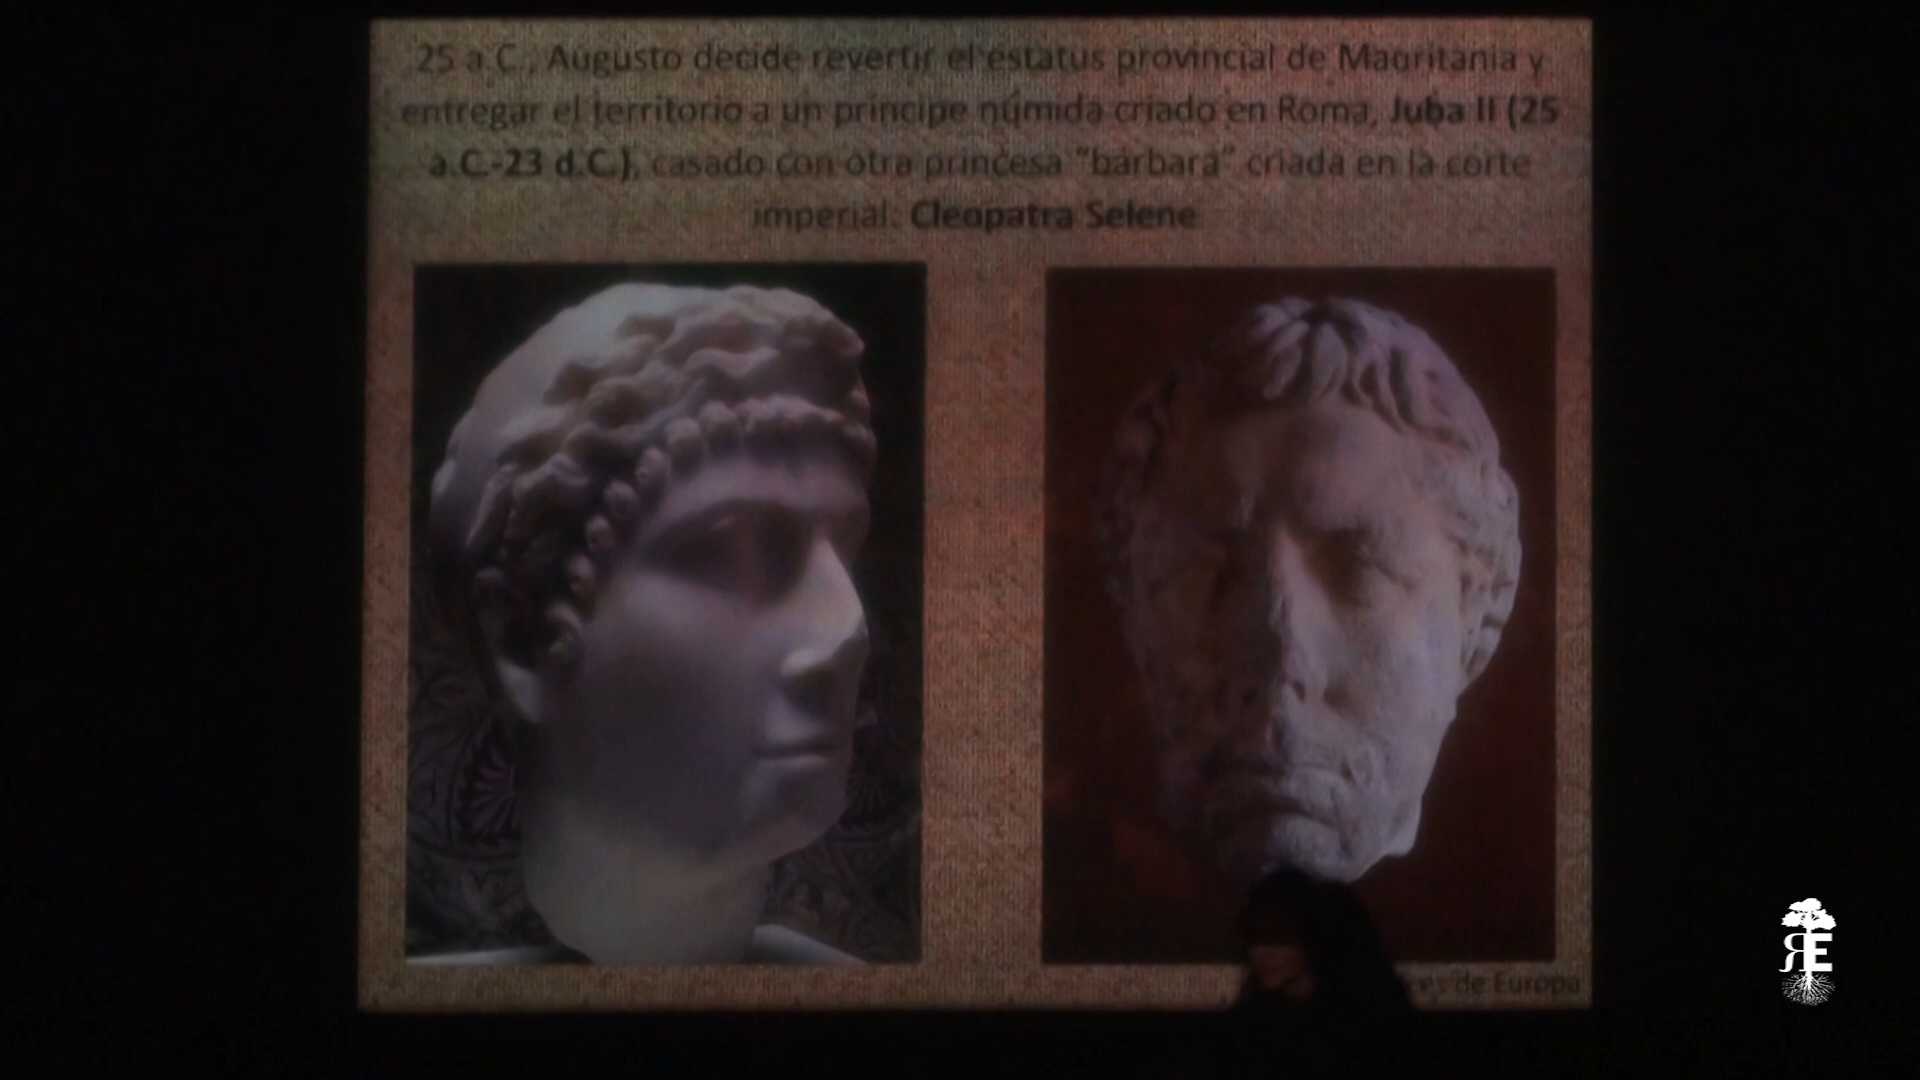 25 a.C., Augusto decide revertir el estatus provincial de Mauritania y
entregar el territorio a un príncipe númida criado en Roma, Juba II (25
a.C.-23 d.C.), casado con otra princesa "bárbara" criada en la corte
imperial: Cleopatra Selene
de Europa
RE